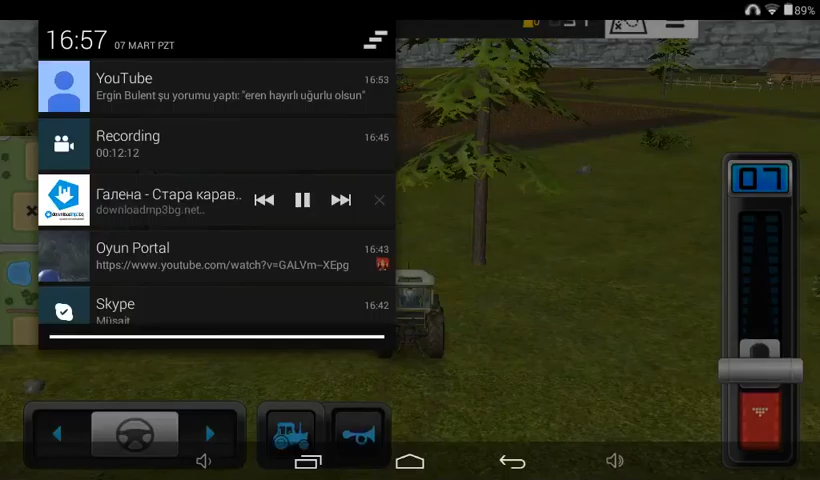 89%
16:57 07 MART PZT
YouTube 16:53
Ergin Bulent şu yorumu yaptı: "eren hayırlı uğurlu olsun"
Recording 16:45
00:12:12
Галена - Стара карав..
downloadmp3bg.net..
Oyun Portal 16:43
https://www.youtube.com/watch?v=GALVm--XEpg
Skype 16:42
Müsait
07